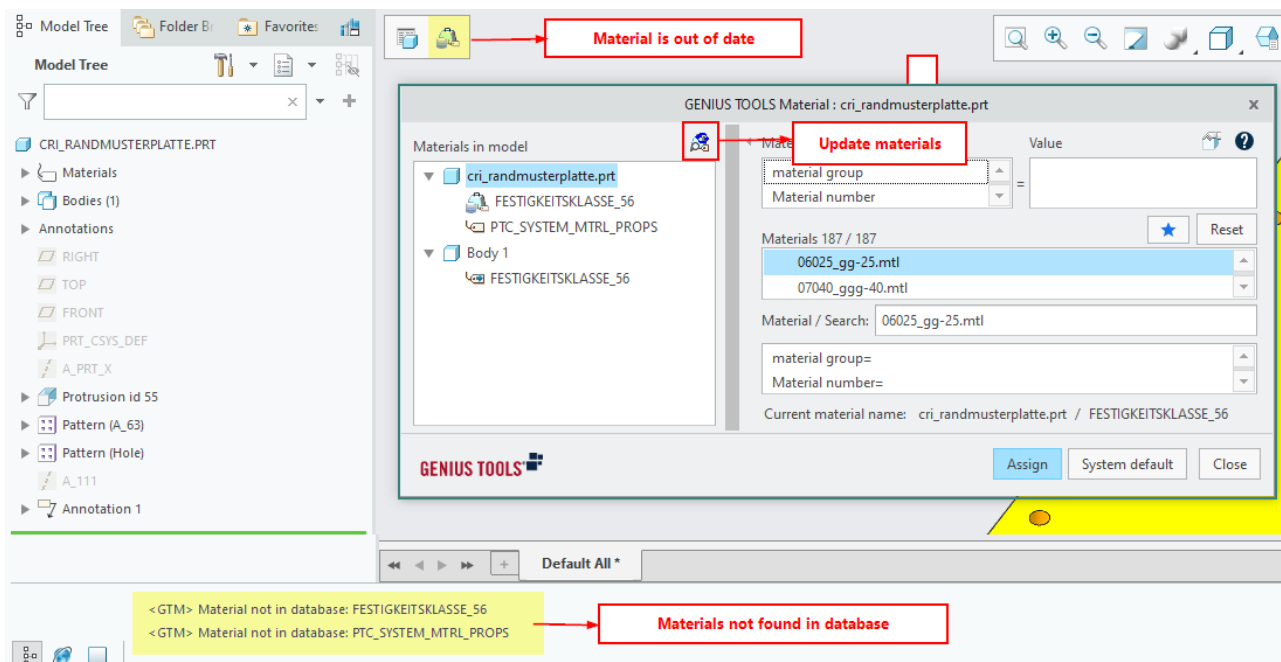 Model Tree
Folder Br
Favorites
Model Tree
CRI_RANDMUSTERPLATTE.PRT
Materials
Bodies (1)
Annotations
RIGHT
TOP
FRONT
PRT_CSYS_DEF
A_PRT_X
Protrusion id 55
Pattern (A_63)
Pattern (Hole)
A_111
Annotation 1
Material is out of date
GENIUS TOOLS Material : cri_randmusterplatte.prt
Materials in model
cri_randmusterplatte.prt
FESTIGKEITSKLASSE_56
PTC_SYSTEM_MTRL_PROPS
Body 1
FESTIGKEITSKLASSE_56
Update materials
Mate
Value
material group
=
Material number
Materials 187 / 187
Reset
06025_gg-25.mtl
07040_ggg-40.mtl
Material / Search: 06025_gg-25.mtl
material group=
Material number=
Current material name: cri_randmusterplatte.prt / FESTIGKEITSKLASSE_56
GENIUS TOOLS
Assign
System default
Close
Default All *
<GTM> Material not in database: FESTIGKEITSKLASSE_56
<GTM> Material not in database: PTC_SYSTEM_MTRL_PROPS
Materials not found in database